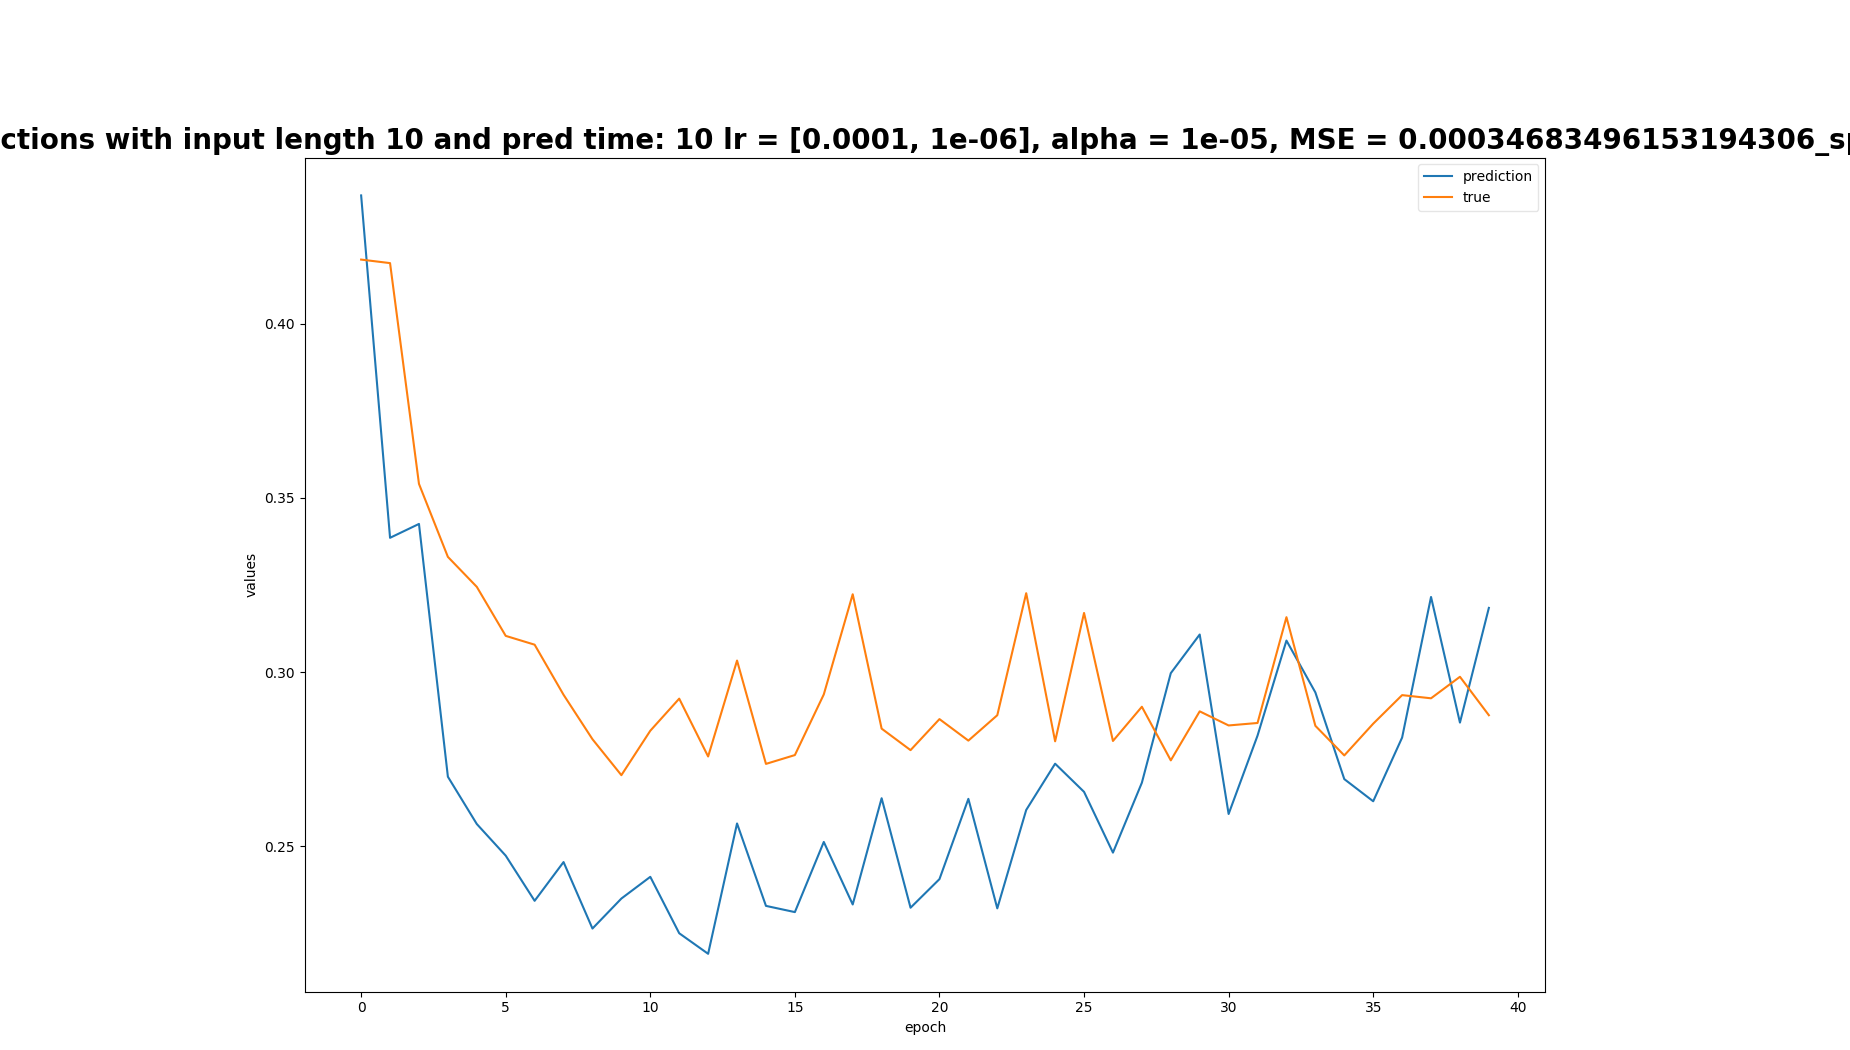 ctions with input length 10 and pred time: 10 lr = [0.0001, 1e-06], alpha = 1e-05, MSE = 0.00034683496153194306_sp
prediction
true
0.40
0.35
0.30
0.25
values
0 5 10 15 20 25 30 35 40
epoch